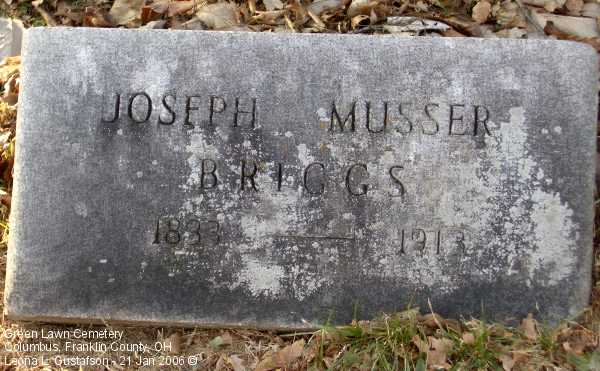 JOSEPH MUSSER
BRIGGS
1833 — 1913
Green Lawn Cemetery
Columbus, Franklin County, OH
Leona L. Gustafson - 21 Jan 2006 ©